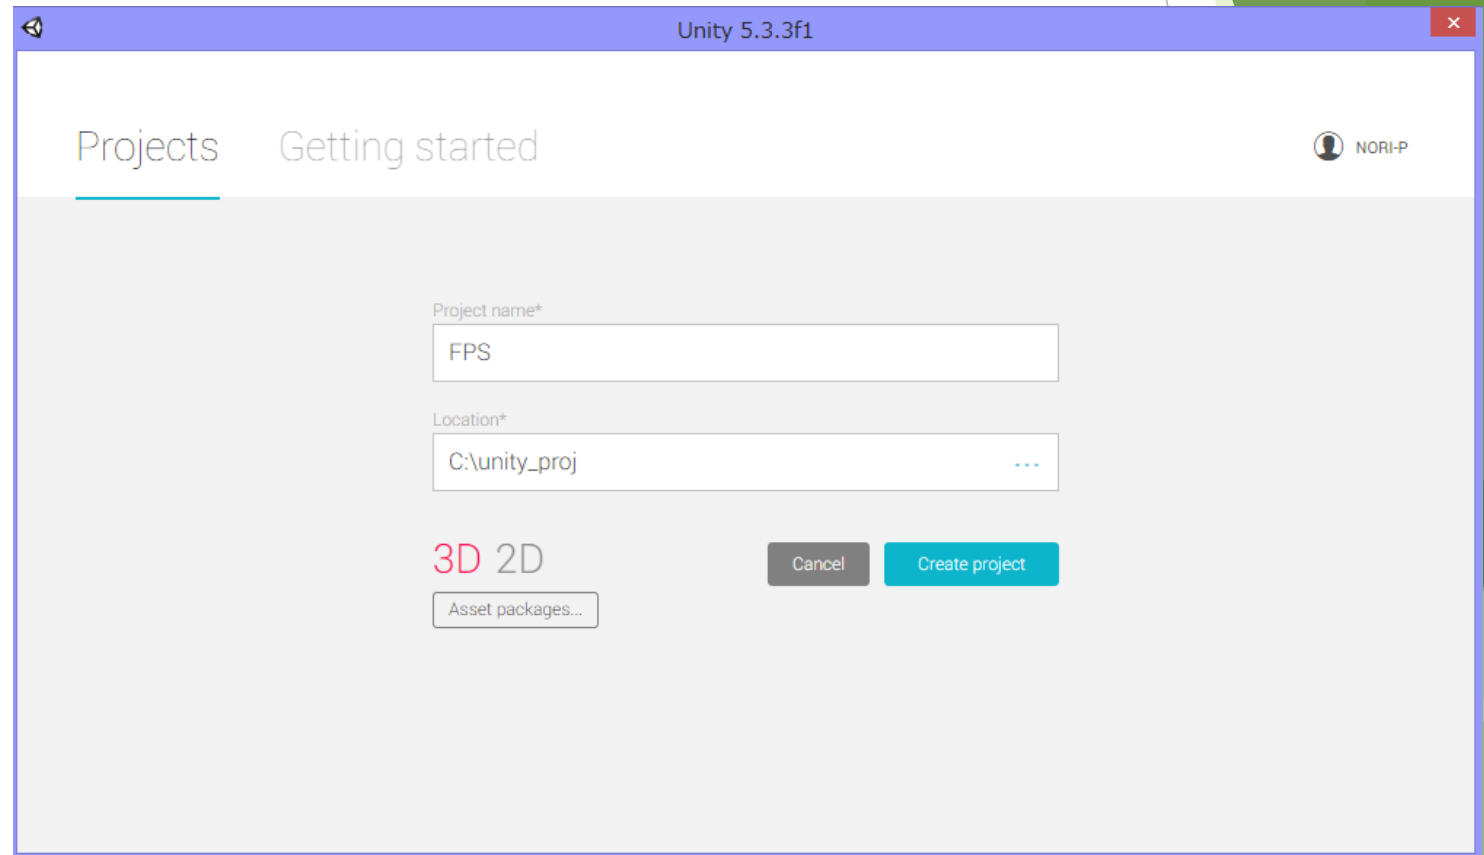 Unity 5.3.3f1
Projects Getting started NORI-P
Project name*
FPS
Location*
C:\unity_proj ...
3D 2D
Cancel Create project
Asset packages...